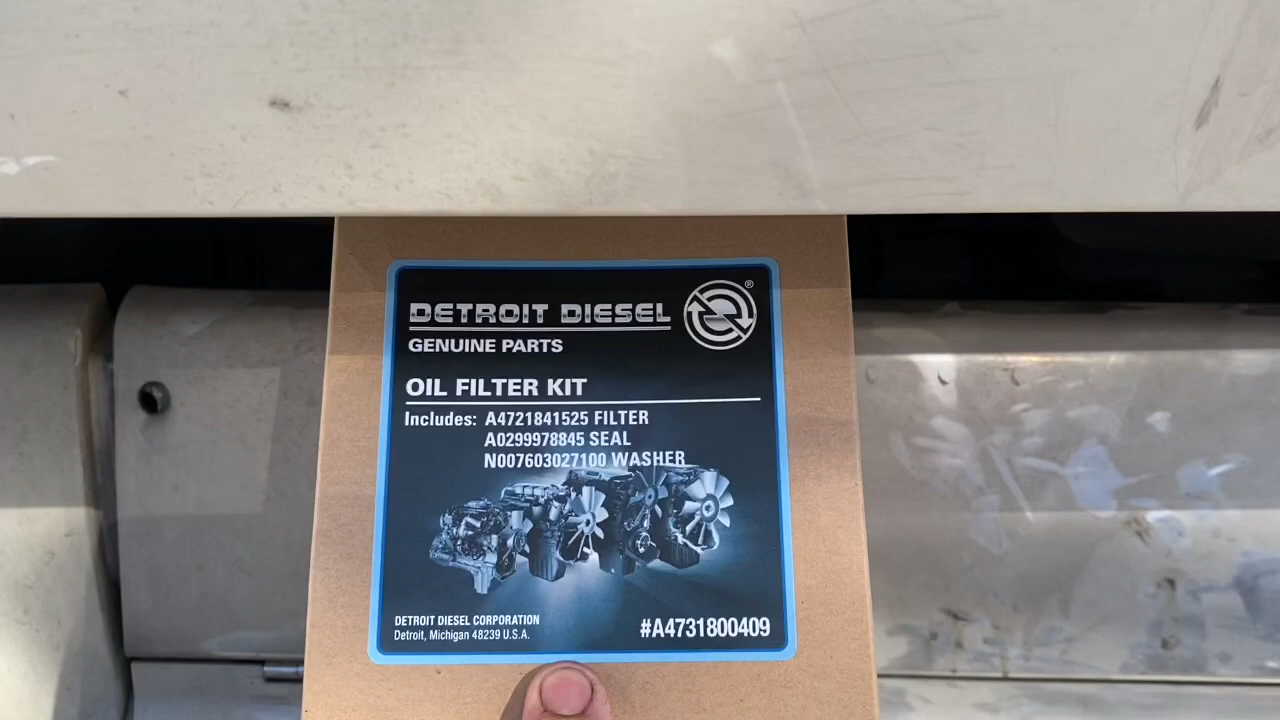 DETROIT DIESEL ®
GENUINE PARTS
OIL FILTER KIT
Includes: A4721841525 FILTER
A0299978845 SEAL
N007603027100 WASHER
DETROIT DIESEL CORPORATION
Detroit, Michigan 48239 U.S.A.
#A4731800409